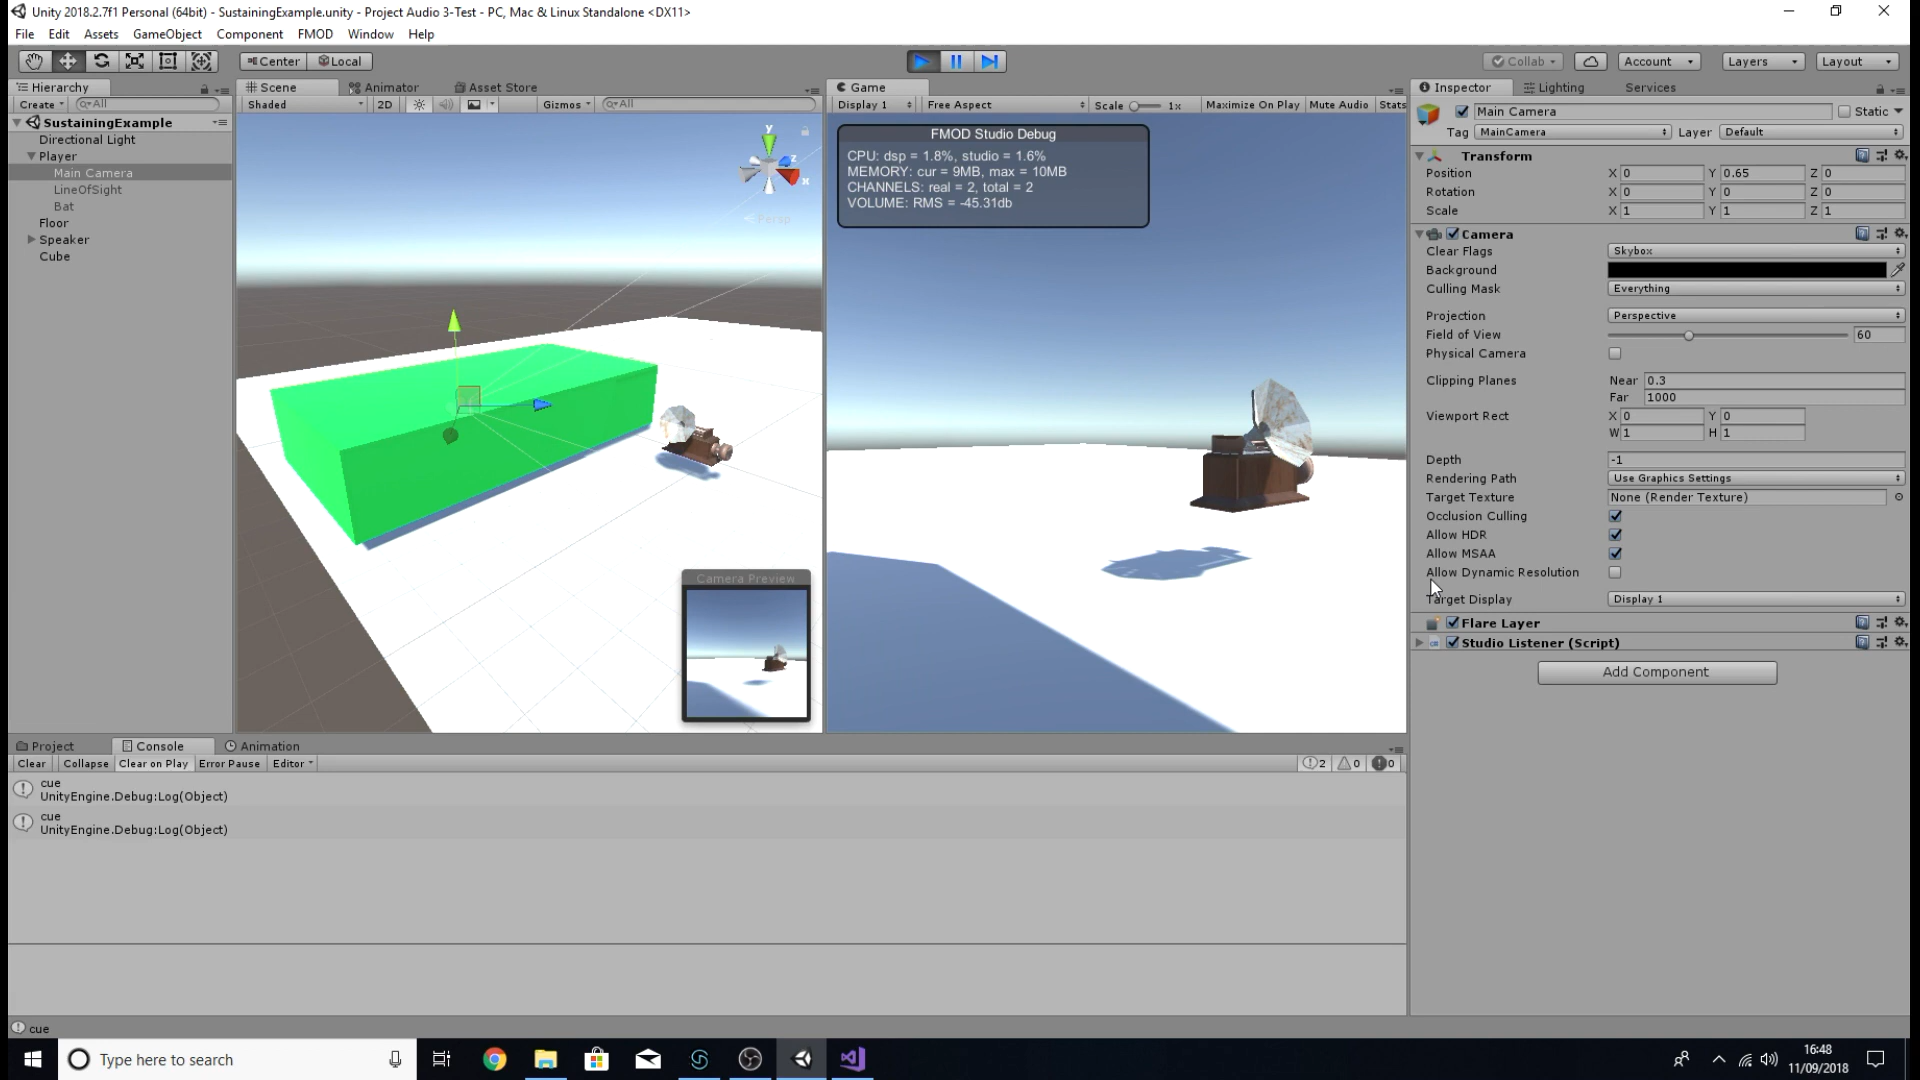 Unity 2018.2.7f1 Personal (64bit) - SustainingExample.unity - Project Audio 3-Test - PC, Mac & Linux Standalone <DX11>
File Edit Assets GameObject Component FMOD Window Help
Center Local Collab Account Layers Layout
Hierarchy
Create All
SustainingExample
Directional Light
Player
Main Camera
LineOfSight
Bat
Floor
Speaker
Cube
Scene Animator Asset Store
Shaded 2D Gizmos All
y
z
x
Persp
Camera Preview
Game
Display 1 Free Aspect Scale 1x Maximize On Play Mute Audio Stats
FMOD Studio Debug
CPU: dsp = 1.8%, studio = 1.6%
MEMORY: cur = 9MB, max = 10MB
CHANNELS: real = 2, total = 2
VOLUME: RMS = -45.31db
Inspector Lighting Services
Main Camera Static
Tag MainCamera Layer Default
Transform
Position X 0 Y 0.65 Z 0
Rotation X 0 Y 0 Z 0
Scale X 1 Y 1 Z 1
Camera
Clear Flags Skybox
Background
Culling Mask Everything
Projection Perspective
Field of View 60
Physical Camera
Clipping Planes Near 0.3
Far 1000
Viewport Rect X 0 Y 0
W 1 H 1
Depth -1
Rendering Path Use Graphics Settings
Target Texture None (Render Texture)
Occlusion Culling
Allow HDR
Allow MSAA
Allow Dynamic Resolution
Target Display Display 1
Flare Layer
Studio Listener (Script)
Add Component
Project Console Animation
Clear Collapse Clear on Play Error Pause Editor 2 0 0
cue
UnityEngine.Debug:Log(Object)
cue
UnityEngine.Debug:Log(Object)
cue
Type here to search
16:48
11/09/2018